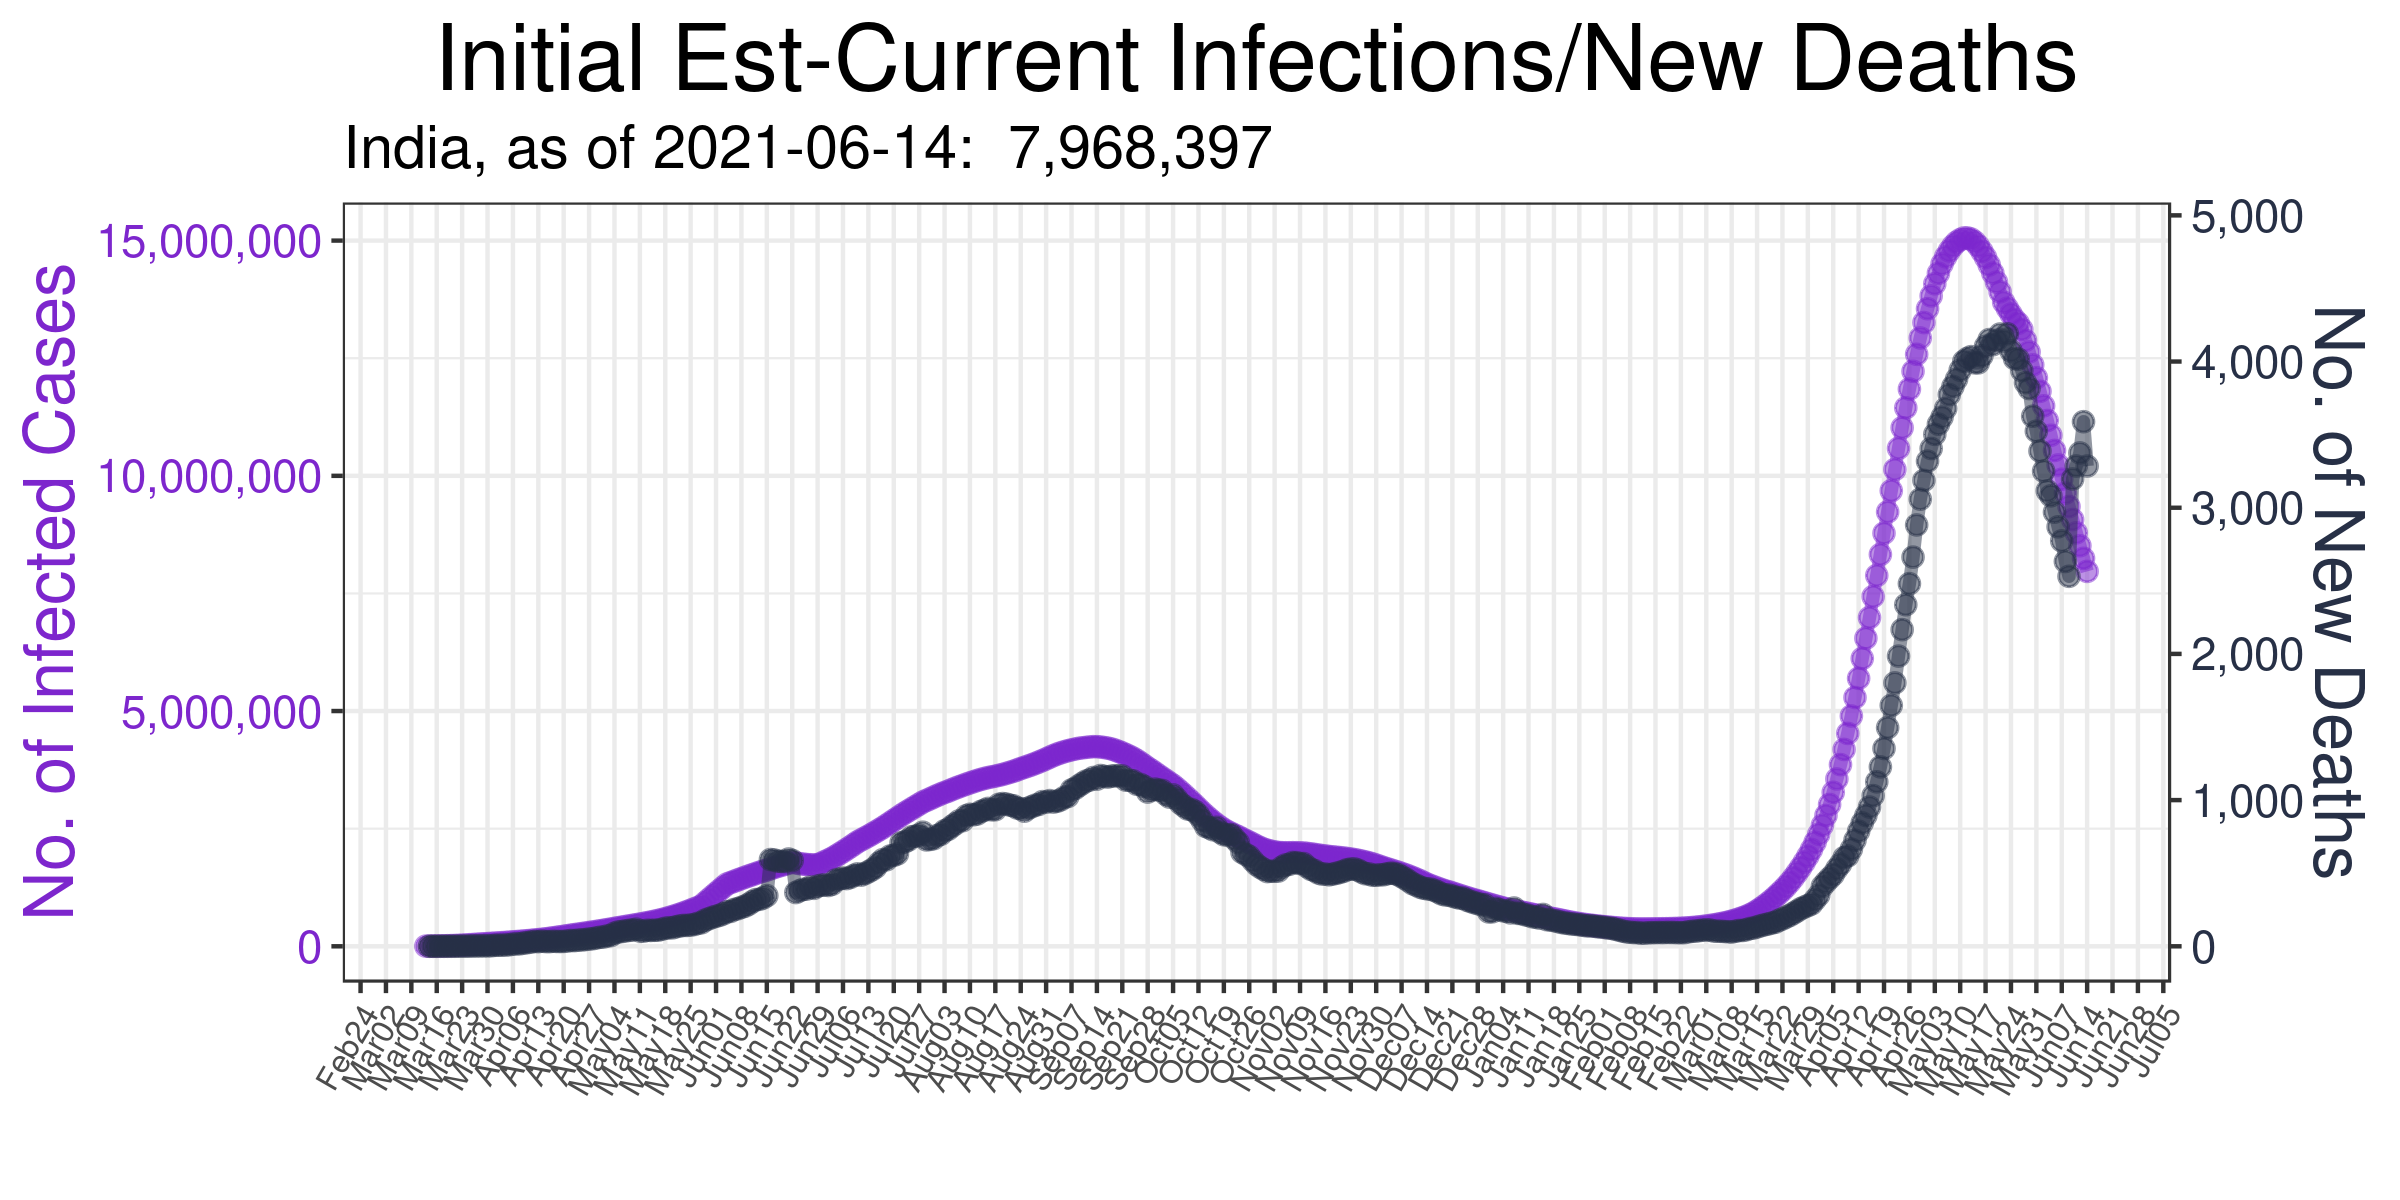 Initial Est-Current Infections/New Deaths
India, as of 2021-06-14: 7,968,397
No. of Infected Cases
15,000,000
10,000,000
5,000,000
0
5,000
4,000
3,000
2,000
1,000
0
No. of New Deaths
Feb24
Mar02
Mar09
Mar16
Mar23
Mar30
Apr06
Apr13
Apr20
Apr27
May04
May11
May18
May25
Jun01
Jun08
Jun15
Jun22
Jun29
Jul06
Jul13
Jul20
Jul27
Aug03
Aug10
Aug17
Aug24
Aug31
Sep07
Sep14
Sep21
Sep28
Oct05
Oct12
Oct19
Oct26
Nov02
Nov09
Nov16
Nov23
Nov30
Dec07
Dec14
Dec21
Dec28
Jan04
Jan11
Jan18
Jan25
Feb01
Feb08
Feb15
Feb22
Mar01
Mar08
Mar15
Mar22
Mar29
Apr05
Apr12
Apr19
Apr26
May03
May10
May17
May24
May31
Jun07
Jun14
Jun21
Jun28
Jul05